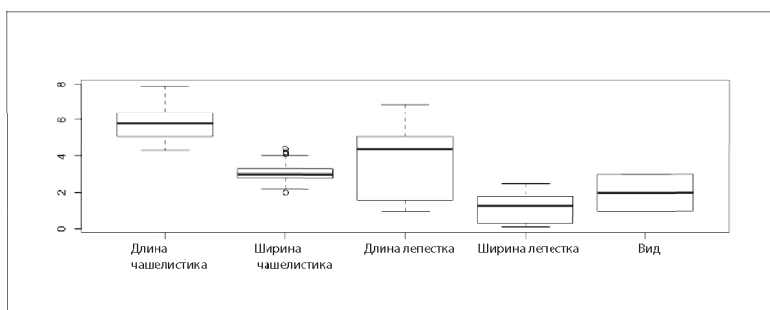 8
6
4
2
0
Длина
чашелистика
Ширина
чашелистика
Длина лепестка
Ширина лепестка
Вид